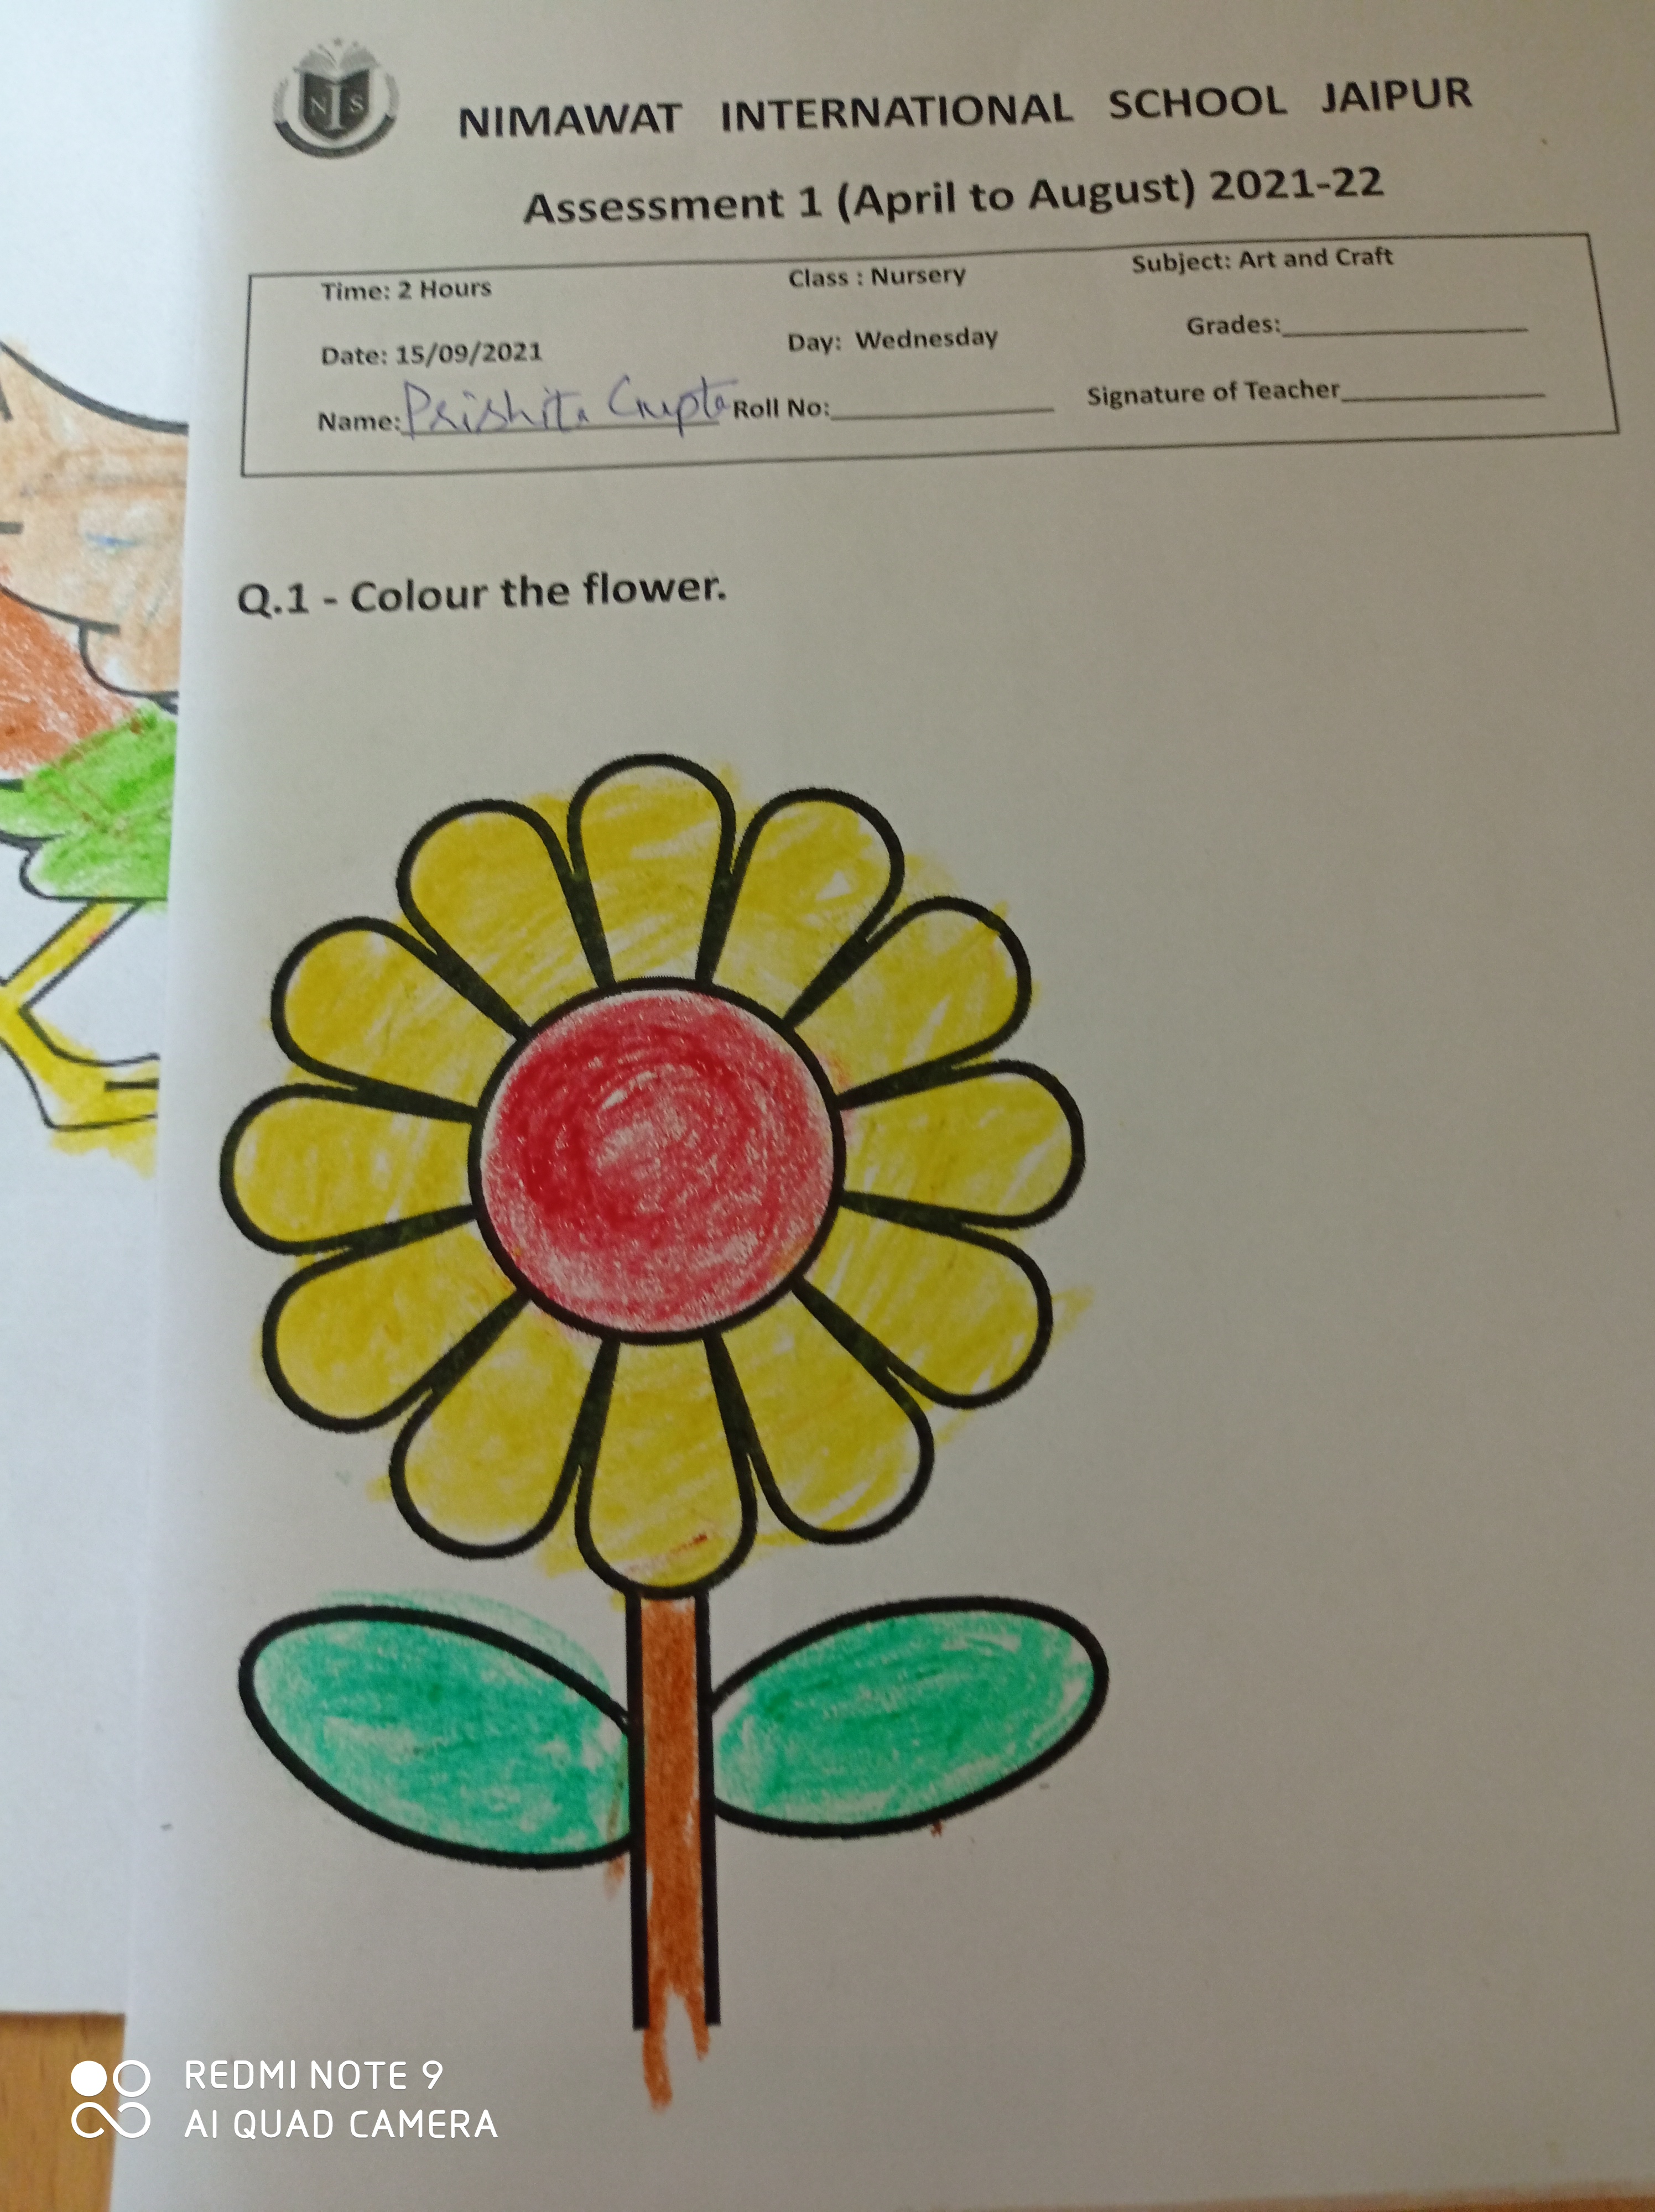 NIS
NIMAWAT INTERNATIONAL SCHOOL JAIPUR
Assessment 1 (April to August) 2021-22
Time: 2 Hours Class : Nursery Subject: Art and Craft
Date: 15/09/2021 Day: Wednesday Grades:
Name: Prishita Gupta Roll No: Signature of Teacher
Q.1 - Colour the flower.
REDMI NOTE 9
AI QUAD CAMERA